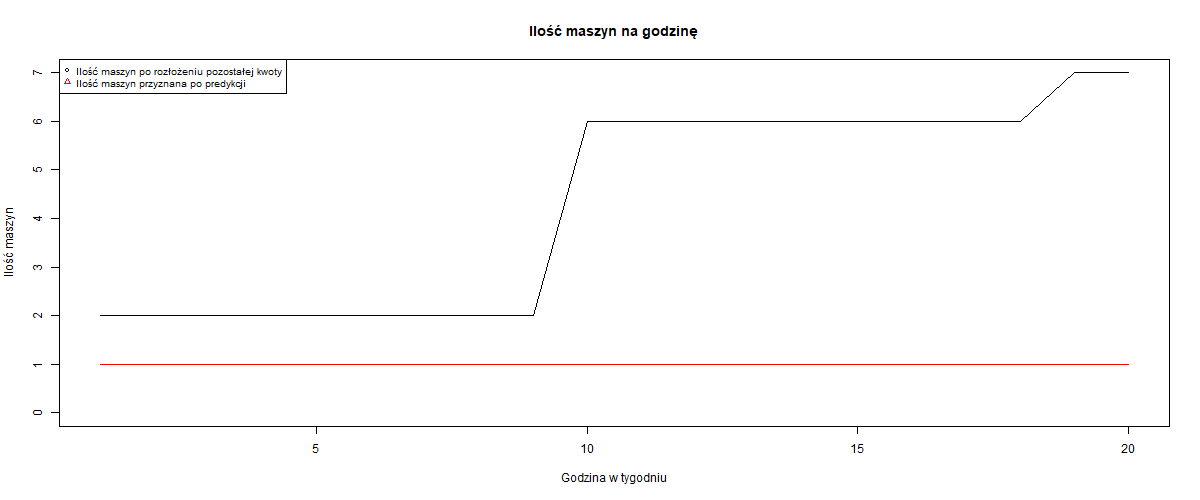 Ilość maszyn na godzinę
Ilość maszyn po rozłożeniu pozostałej kwoty
Ilość maszyn przyznana po predykcji
Ilość maszyn
7
6
5
4
3
2
1
0
5 10 15 20
Godzina w tygodniu